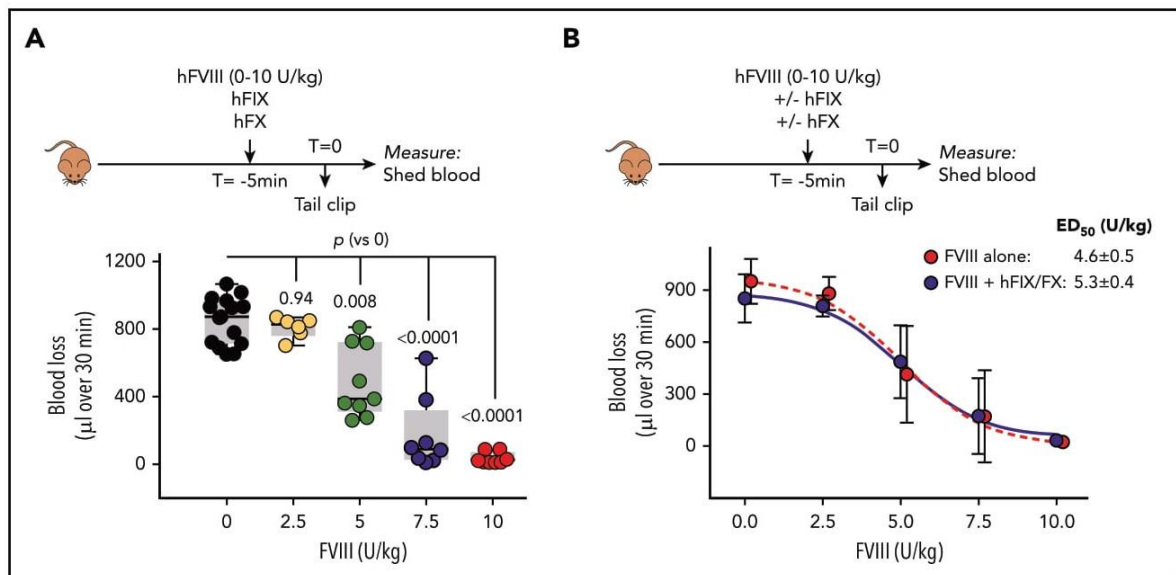 A
hFVIII (0-10 U/kg)
hFIX
hFX
T=0
Measure:
Shed blood
T= -5min
Tail clip
p (vs 0)
1200
800
400
0
Blood loss
(µl over 30 min)
0.94
0.008
<0.0001
<0.0001
0
2.5
5
7.5
10
FVIII (U/kg)
B
hFVIII (0-10 U/kg)
+/- hFIX
+/- hFX
T=0
Measure:
Shed blood
T= -5min
Tail clip
ED50 (U/kg)
FVIII alone: 4.6±0.5
FVIII + hFIX/FX: 5.3±0.4
900
600
300
0
Blood loss
(µl over 30 min)
0.0
2.5
5.0
7.5
10.0
FVIII (U/kg)